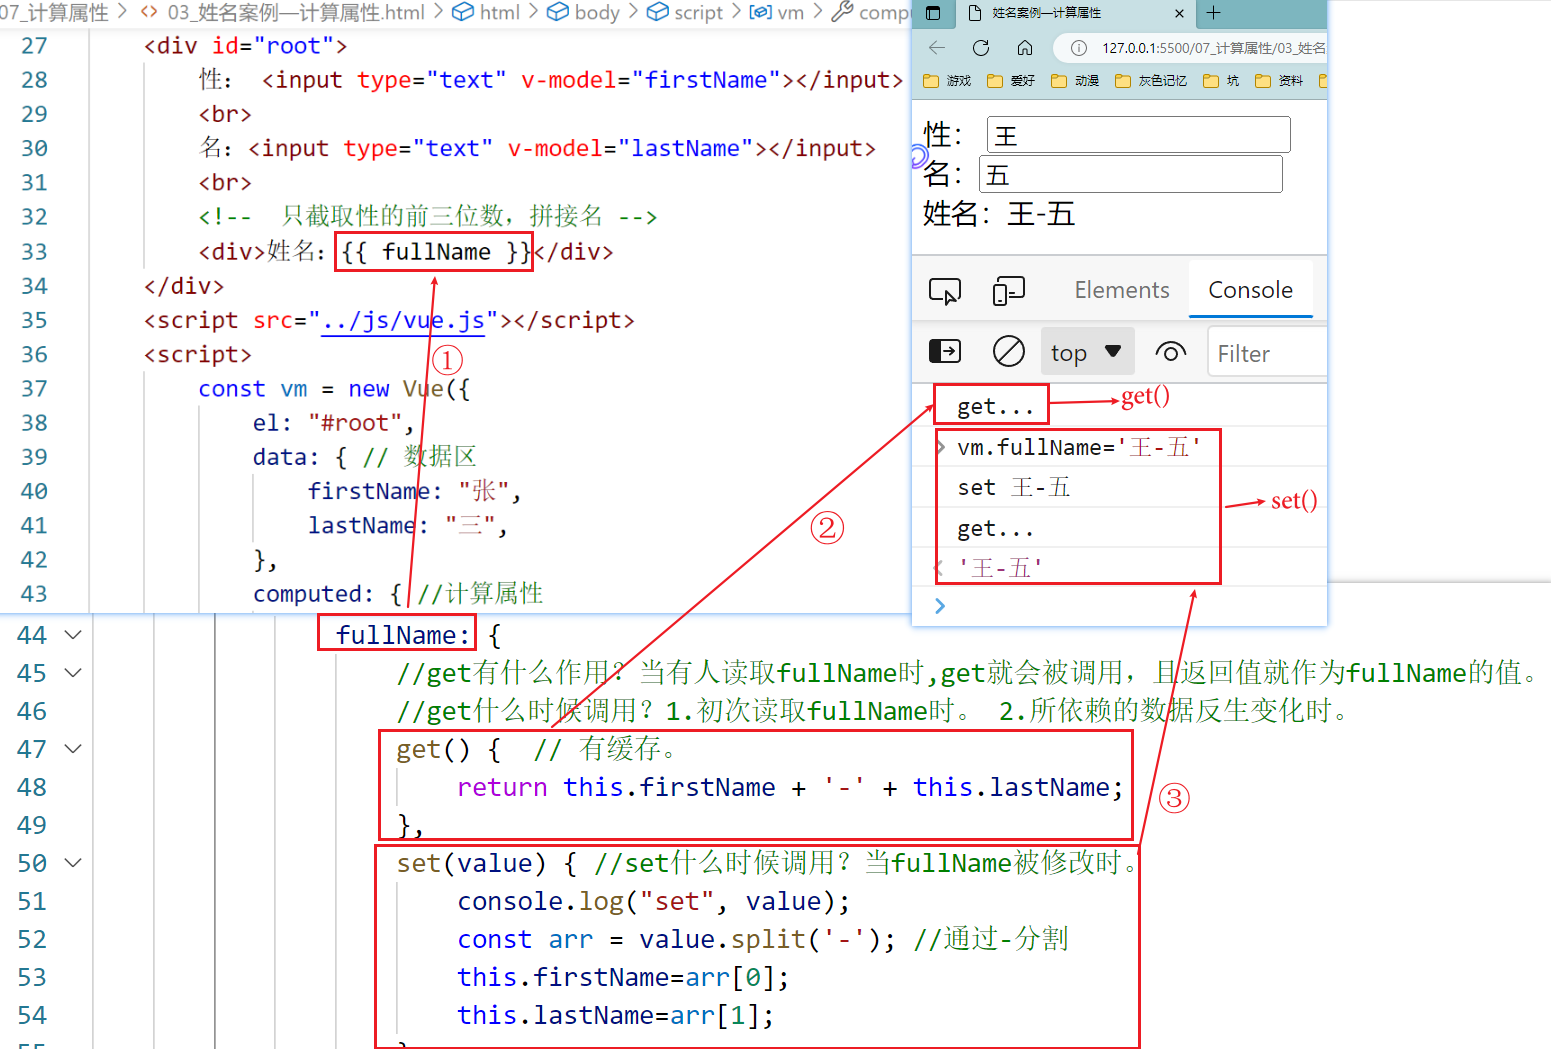 07_计算属性 > <> 03_姓名案例—计算属性.html > html > body > script > vm >
27 <div id="root">
28 性： <input type="text" v-model="firstName"></input>
29 <br>
30 名：<input type="text" v-model="lastName"></input>
31 <br>
32 <!-- 只截取性的前三位数，拼接名 -->
33 <div>姓名：{{ fullName }}</div>
34 </div>
35 <script src="../js/vue.js"></script>
36 <script>
37 const vm = new Vue({
38 el: "#root",
39 data: { // 数据区
40 firstName: "张",
41 lastName: "三",
42 },
43 computed: { //计算属性
44 fullName: {
45 //get有什么作用？当有人读取fullName时,get就会被调用，且返回值就作为fullName的值。
46 //get什么时候调用？1.初次读取fullName时。 2.所依赖的数据反生变化时。
47 get() { // 有缓存。
48 return this.firstName + '-' + this.lastName;
49 },
50 set(value) { //set什么时候调用？当fullName被修改时。
51 console.log("set", value);
52 const arr = value.split('-'); //通过-分割
53 this.firstName=arr[0];
54 this.lastName=arr[1];
①
②
③
姓名案例—计算属性 ×
127.0.0.1:5500/07_计算属性/03_姓名
游戏 爱好 动漫 灰色记忆 坑 资料
性： 王
名： 五
姓名：王-五
Elements Console
top Filter
get...
get()
> vm.fullName='王-五'
set 王-五
set()
get...
< '王-五'
>